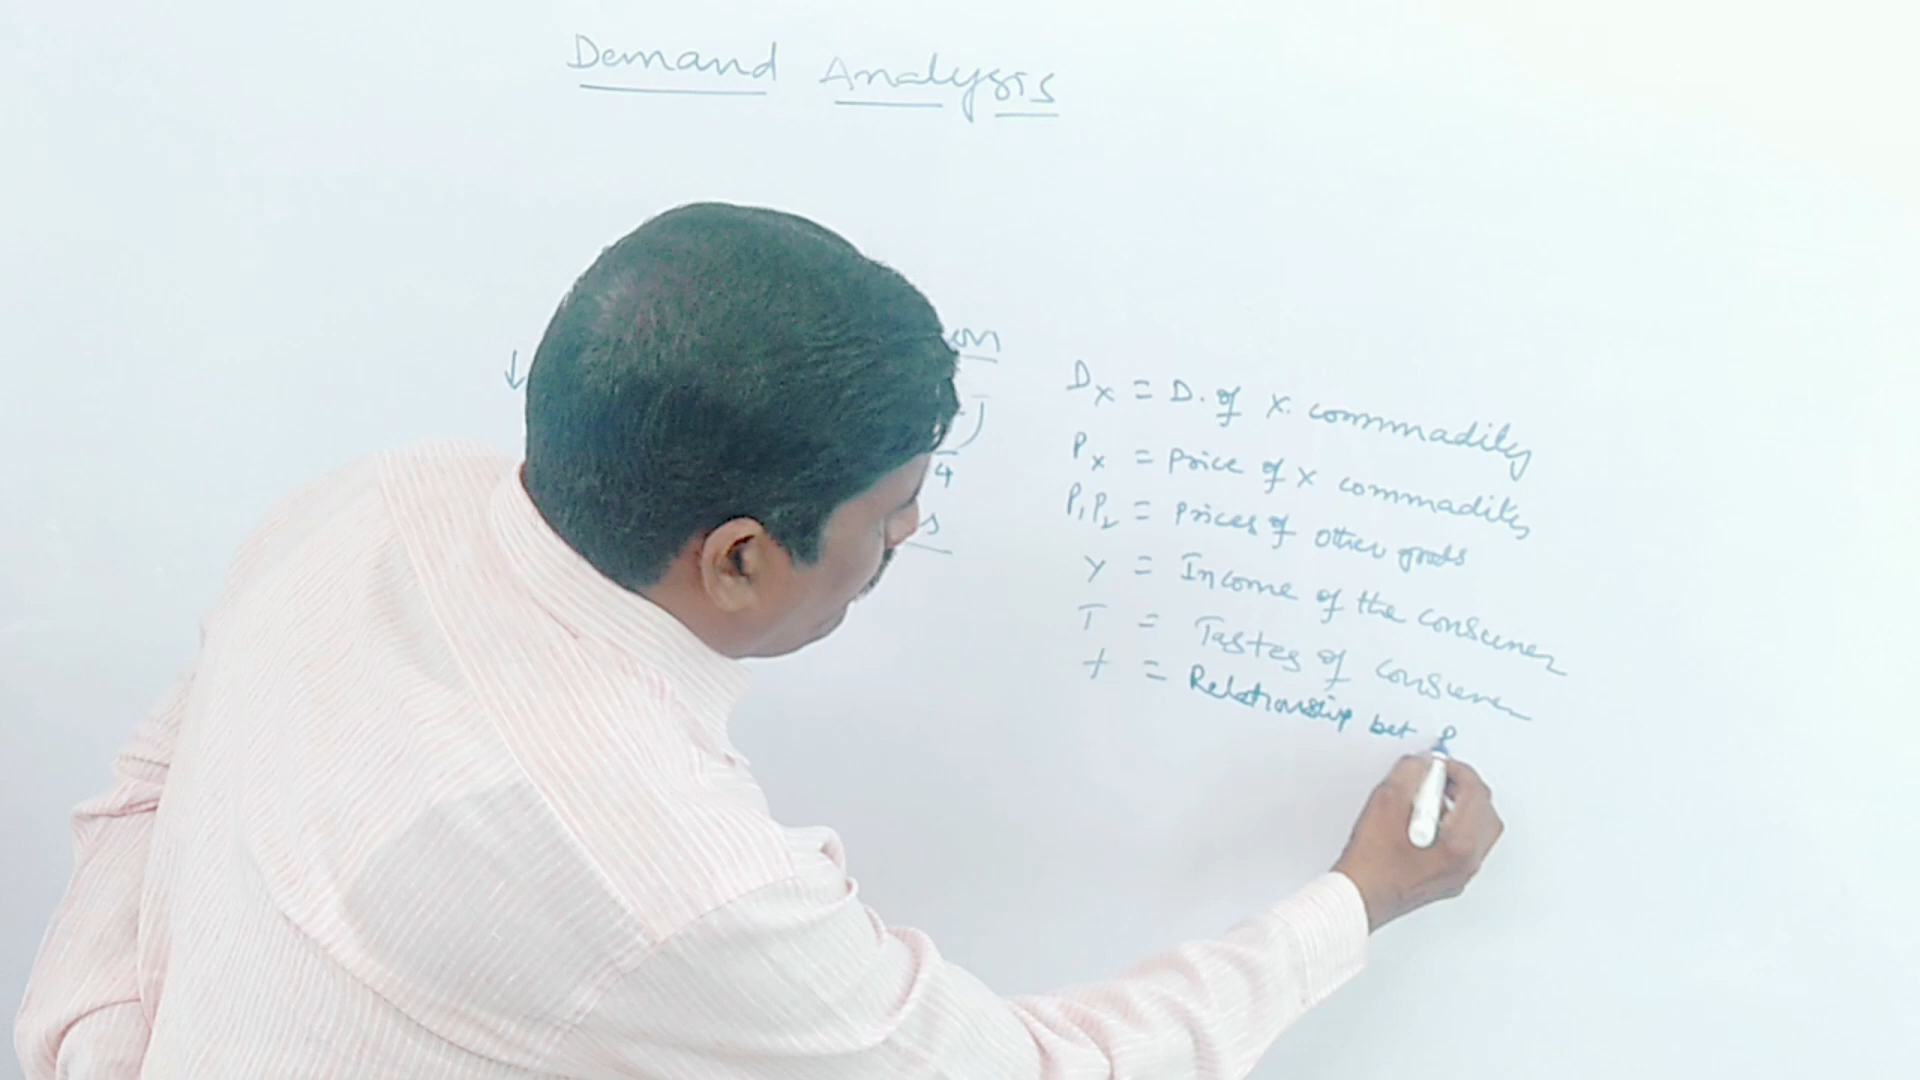 Demand Analysis
Dx = D. of X. commadity
Px = Price of x commadity
P1P2 = Prices of other goods
Y = Income of the consumer
T = Tastes of consumer
f = Relationship bet P
4
s